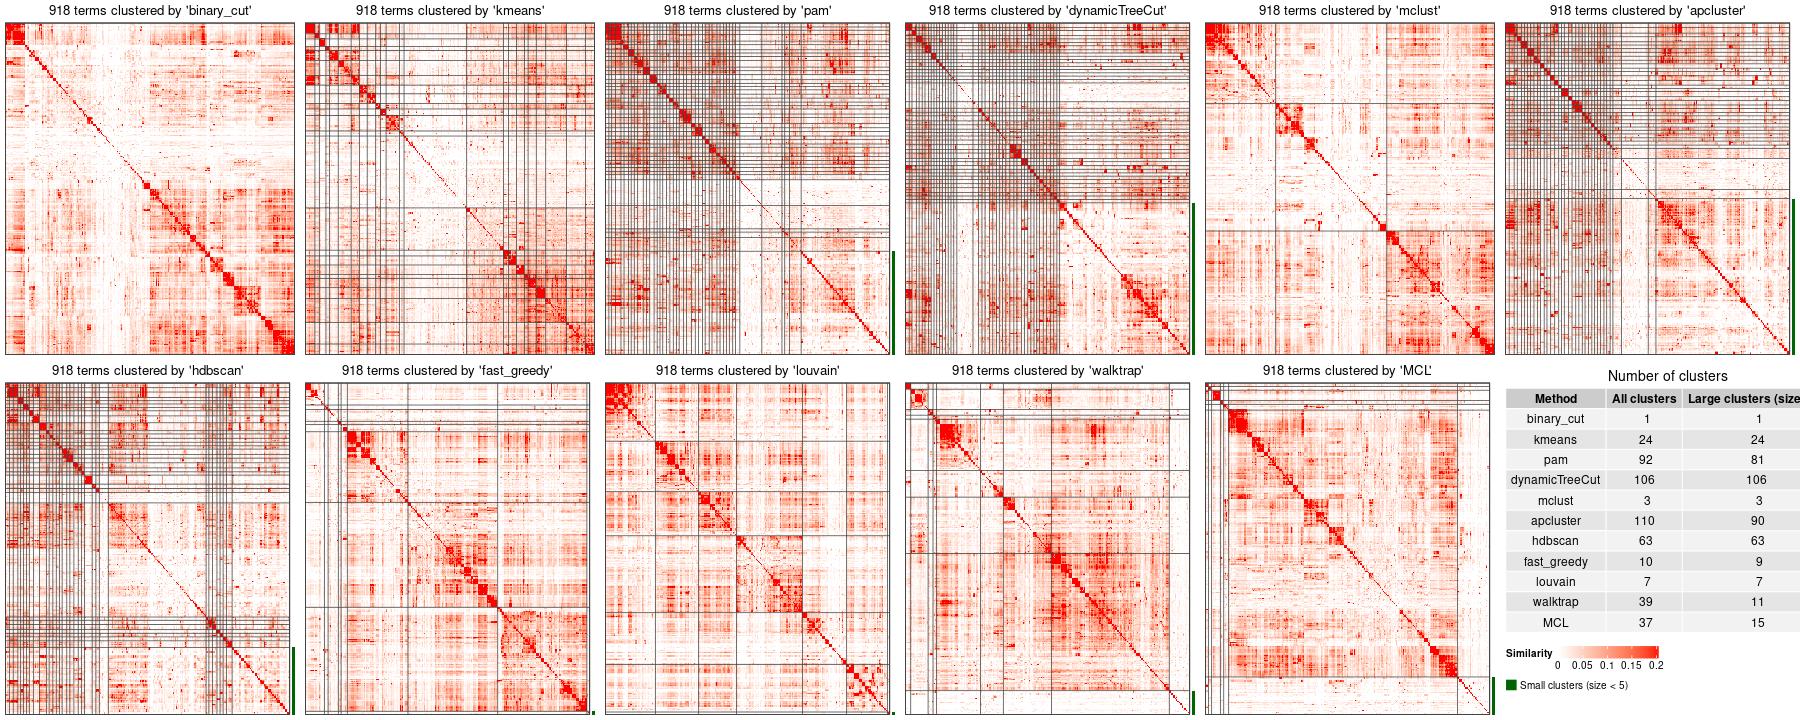 918 terms clustered by 'binary_cut'
918 terms clustered by 'kmeans'
918 terms clustered by 'pam'
918 terms clustered by 'dynamicTreeCut'
918 terms clustered by 'mclust'
918 terms clustered by 'apcluster'
918 terms clustered by 'hdbscan'
918 terms clustered by 'fast_greedy'
918 terms clustered by 'louvain'
918 terms clustered by 'walktrap'
918 terms clustered by 'MCL'
Number of clusters
Method All clusters Large clusters (size
binary_cut 1 1
kmeans 24 24
pam 92 81
dynamicTreeCut 106 106
mclust 3 3
apcluster 110 90
hdbscan 63 63
fast_greedy 10 9
louvain 7 7
walktrap 39 11
MCL 37 15
Similarity
0 0.05 0.1 0.15 0.2
Small clusters (size < 5)